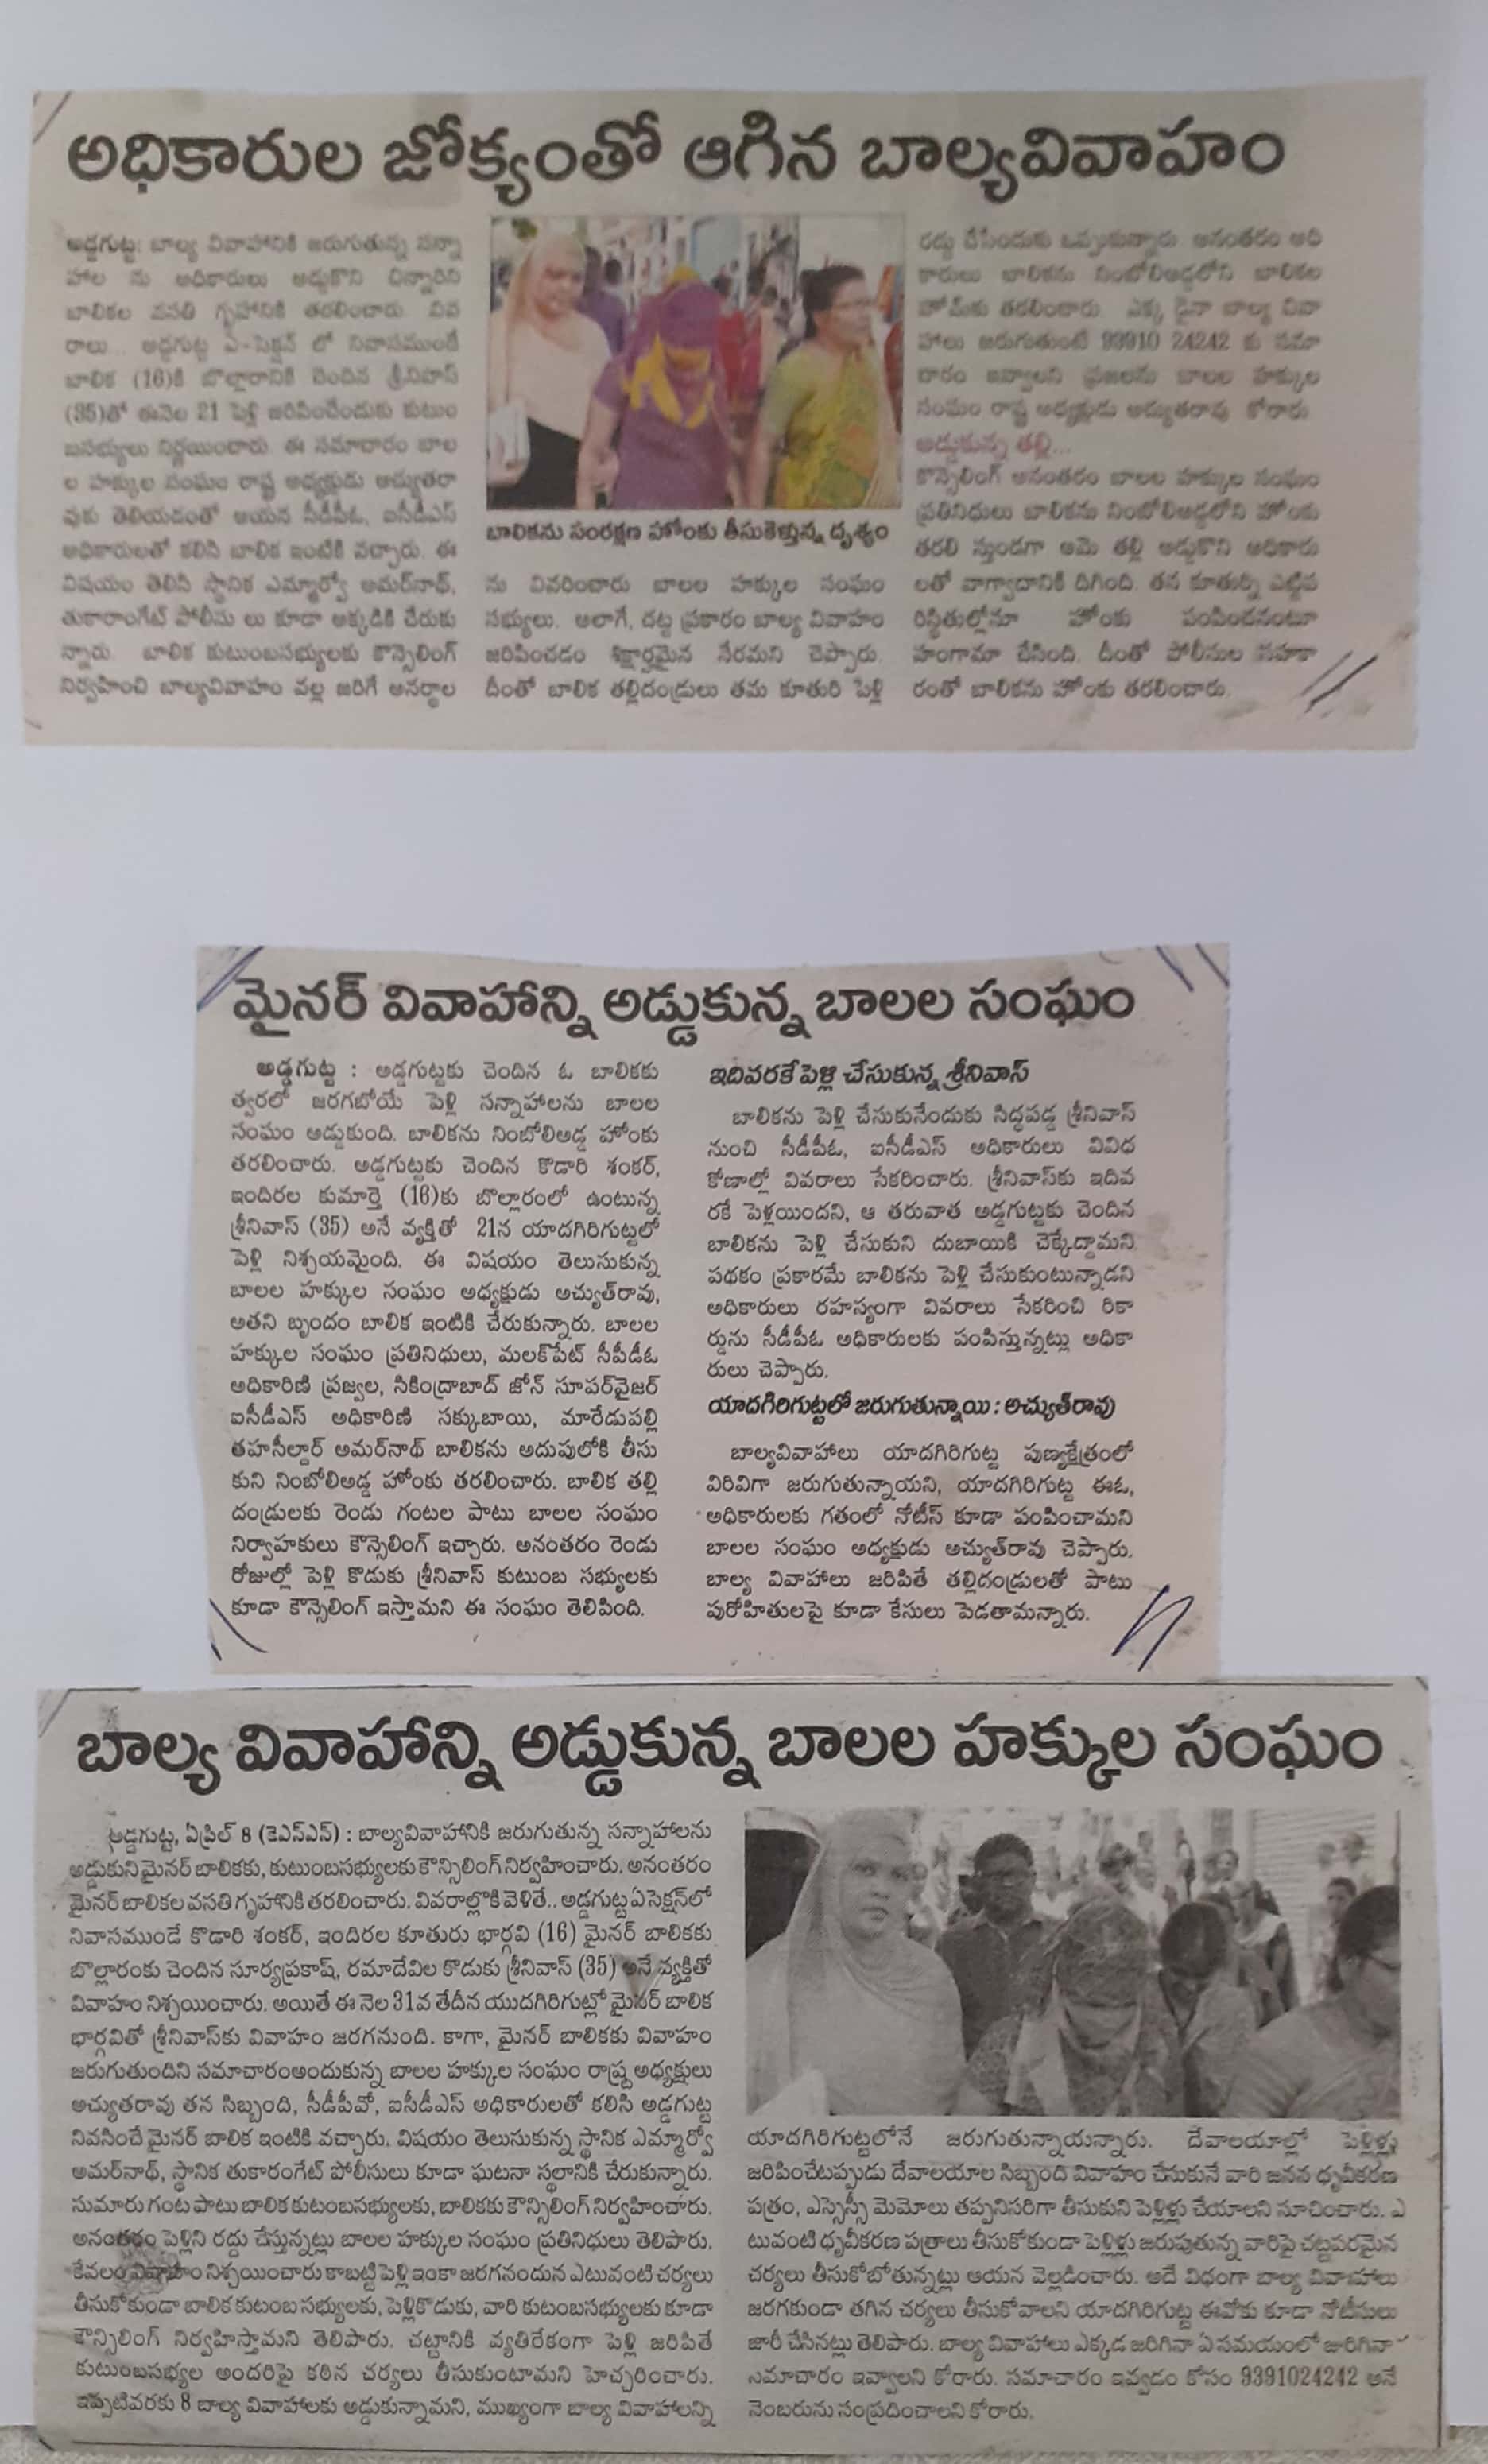 అధికారుల జోక్యంతో ఆగిన బాల్యవివాహం
అడ్డగుట్ట: బాల్య వివాహానికి జరుగుతున్న సన్నా
హాల ను అధికారులు అడ్డుకొని చిన్నారిని
బాలికల వసతి గృహానికి తరలించారు. వివ
రాలు... అడ్డగుట్ట ఏ-సెక్షన్ లో నివాసముండే
బాలిక (16)కి బొల్లారానికి చెందిన శ్రీనివాస్
(35)తో ఈనెల 21 పెళ్లి జరిపించేందుకు కుటుం
బసభ్యులు నిర్ణయించారు. ఈ సమాచారం బాల
ల హక్కుల సంఘం రాష్ట్ర అధ్యక్షుడు అచ్యుతరా
వుకు తెలియడంతో ఆయన సీడీపీఓ, ఐసీడీఎస్
అధికారులతో కలిసి బాలిక ఇంటికి వచ్చారు. ఈ
విషయం తెలిసి స్థానిక ఎమ్మార్వో అమర్‌నాథ్,
తుకారాంగేట్ పోలీసు లు కూడా అక్కడికి చేరుకు
న్నారు. బాలిక కుటుంబసభ్యులకు కౌన్సెలింగ్
నిర్వహించి బాల్యవివాహం వల్ల జరిగే అనర్థాల
బాలికను సంరక్షణ హోంకు తీసుకెళ్తున్న దృశ్యం
ను వివరించారు బాలల హక్కుల సంఘం
సభ్యులు. అలాగే, చట్ట ప్రకారం బాల్య వివాహం
జరిపించడం శిక్షార్హమైన నేరమని చెప్పారు.
దీంతో బాలిక తల్లిదండ్రులు తమ కూతురి పెళ్లి
రద్దు చేసేందుకు ఒప్పుకున్నారు. అనంతరం అధి
కారులు బాలికను నింబోలిఅడ్డలోని బాలికల
హోమ్‌కు తరలించారు. ఎక్క డైనా బాల్య వివా
హాలు జరుగుతుంటే 99910 24242 కు సమా
చారం ఇవ్వాలని ప్రజలను బాలల హక్కుల
సంఘం రాష్ట్ర అధ్యక్షుడు అచ్యుతరావు కోరారు.
అడ్డుకున్న తల్లి...
కౌన్సెలింగ్ అనంతరం బాలల హక్కుల సంఘం
ప్రతినిధులు బాలికను నింబోలిఅడ్డలోని హోంకు
తరలి స్తుండగా ఆమె తల్లి అడ్డుకొని అధికారు
లతో వాగ్వాదానికి దిగింది. తన కూతుర్ని ఎట్టిప
రిస్థితుల్లోనూ హోంకు పంపించనంటూ
హంగామా చేసింది. దీంతో పోలీసుల సహకా
రంతో బాలికను హోంకు తరలించారు.
మైనర్ వివాహాన్ని అడ్డుకున్న బాలల సంఘం
అడ్డగుట్ట : అడ్డగుట్టకు చెందిన ఓ బాలికకు
త్వరలో జరగబోయే పెళ్లి సన్నాహాలను బాలల
సంఘం అడ్డుకుంది. బాలికను నింబోలిఅడ్డ హోంకు
తరలించారు. అడ్డగుట్టకు చెందిన కొడారి శంకర్,
ఇందిరల కుమార్తె (16)కు బొల్లారంలో ఉంటున్న
శ్రీనివాస్ (35) అనే వ్యక్తితో 21న యాదగిరిగుట్టలో
పెళ్లి నిశ్చయమైంది. ఈ విషయం తెలుసుకున్న
బాలల హక్కుల సంఘం అధ్యక్షుడు అచ్యుత్‌రావు,
అతని బృందం బాలిక ఇంటికి చేరుకున్నారు. బాలల
హక్కుల సంఘం ప్రతినిధులు, మలక్‌పేట్ సీపీడీఓ
అధికారిణి ప్రజ్వల, సికింద్రాబాద్ జోన్ సూపర్‌వైజర్
ఐసీడీఎస్ అధికారిణి సక్కుబాయి, మారేడుపల్లి
తహసీల్దార్ అమర్‌నాథ్ బాలికను అదుపులోకి తీసు
కుని నింబోలిఅడ్డ హోంకు తరలించారు. బాలిక తల్లి
దండ్రులకు రెండు గంటల పాటు బాలల సంఘం
నిర్వాహకులు కౌన్సెలింగ్ ఇచ్చారు. అనంతరం రెండు
రోజుల్లో పెళ్లి కొడుకు శ్రీనివాస్ కుటుంబ సభ్యులకు
కూడా కౌన్సెలింగ్ ఇస్తామని ఈ సంఘం తెలిపింది.
ఇదివరకే పెళ్లి చేసుకున్న శ్రీనివాస్
బాలికను పెళ్లి చేసుకునేందుకు సిద్ధపడ్డ శ్రీనివాస్
నుంచి సీడీపీఓ, ఐసీడీఎస్ అధికారులు వివిధ
కోణాల్లో వివరాలు సేకరించారు. శ్రీనివాస్‌కు ఇదివ
రకే పెళ్లయిందని, ఆ తరువాత అడ్డగుట్టకు చెందిన
బాలికను పెళ్లి చేసుకుని దుబాయికి చెక్కేద్దామని
పథకం ప్రకారమే బాలికను పెళ్లి చేసుకుంటున్నాడని
అధికారులు రహస్యంగా వివరాలు సేకరించి రికా
ర్డును సీడీపీఓ అధికారులకు పంపిస్తున్నట్లు అధికా
రులు చెప్పారు.
యాదగిరిగుట్టలో జరుగుతున్నాయి : అచ్యుత్‌రావు
బాల్యవివాహాలు యాదగిరిగుట్ట పుణ్యక్షేత్రంలో
విరివిగా జరుగుతున్నాయని, యాదగిరిగుట్ట ఈఓ,
అధికారులకు గతంలో నోటీస్ కూడా పంపించామని
బాలల సంఘం అధ్యక్షుడు అచ్యుత్‌రావు చెప్పారు.
బాల్య వివాహాలు జరిపితే తల్లిదండ్రులతో పాటు
పురోహితులపై కూడా కేసులు పెడతామన్నారు.
బాల్య వివాహాన్ని అడ్డుకున్న బాలల హక్కుల సంఘం
అడ్డగుట్ట, ఏప్రిల్ 8 (కెఎన్ఎన్) : బాల్యవివాహానికి జరుగుతున్న సన్నాహాలను
అడ్డుకుని మైనర్ బాలికకు, కుటుంబసభ్యులకు కౌన్సిలింగ్ నిర్వహించారు. అనంతరం
మైనర్ బాలికల వసతి గృహానికి తరలించారు. వివరాల్లోకి వెళితే.. అడ్డగుట్ట ఏ సెక్షన్‌లో
నివాసముండే కొడారి శంకర్, ఇందిరల కూతురు భార్గవి (16) మైనర్ బాలికకు
బొల్లారంకు చెందిన సూర్యప్రకాష్, రమాదేవిల కొడుకు శ్రీనివాస్ (35) అనే వ్యక్తితో
వివాహం నిశ్చయించారు. అయితే ఈ నెల 31వ తేదీన యదగిరిగుట్లో మైనర్ బాలిక
భార్గవితో శ్రీనివాస్‌కు వివాహం జరగనుంది. కాగా, మైనర్ బాలికకు వివాహం
జరుగుతుందిని సమాచారంఅందుకున్న బాలల హక్కుల సంఘం రాష్ట్ర అధ్యక్షులు
అచ్యుతరావు తన సిబ్బంది, సీడీపీవో, ఐసీడీఎస్ అధికారులతో కలిసి అడ్డగుట్ట
నివసించే మైనర్ బాలిక ఇంటికి వచ్చారు. విషయం తెలుసుకున్న స్థానిక ఎమ్మార్వో
అమర్‌నాథ్, స్థానిక తుకారంగేట్ పోలీసులు కూడా ఘటనా స్థలానికి చేరుకున్నారు.
సుమారు గంట పాటు బాలిక కుటుంబసభ్యులకు, బాలికకు కౌన్సిలింగ్ నిర్వహించారు.
అనంతరం పెళ్లిని రద్దు చేస్తున్నట్లు బాలల హక్కుల సంఘం ప్రతినిధులు తెలిపారు.
కేవలం వివాహం నిశ్చయించారు కాబట్టి పెళ్లి ఇంకా జరగనందున ఎటువంటి చర్యలు
తీసుకోకుండా బాలిక కుటుంబ సభ్యులకు, పెళ్లికొడుకు, వారి కుటుంబసభ్యులకు కూడా
కౌన్సిలింగ్ నిర్వహిస్తామని తెలిపారు. చట్టానికి వ్యతిరేకంగా పెళ్లి జరిపితే
కుటుంబసభ్యల అందరిపై కఠిన చర్యలు తీసుకుంటామని హెచ్చరించారు.
ఇప్పటివరకు 8 బాల్య వివాహాలకు అడ్డుకున్నామని, ముఖ్యంగా బాల్య వివాహాలన్ని
యాదగిరిగుట్టలోనే జరుగుతున్నాయన్నారు. దేవాలయాల్లో పెళ్లిళ్లు
జరిపించేటప్పుడు దేవాలయాల సిబ్బంది వివాహం చేసుకునే వారి జనన ధృవీకరణ
పత్రం, ఎస్సెస్సీ మెమోలు తప్పనిసరిగా తీసుకుని పెళ్లిళ్లు చేయాలని సూచించారు. ఎ
టువంటి ధృవీకరణ పత్రాలు తీసుకోకుండా పెళ్లిళ్లు జరుపుతున్న వారిపై చట్టపరమైన
చర్యలు తీసుకోబోతున్నట్లు ఆయన వెల్లడించారు. అదే విధంగా బాల్య వివాహాలు
జరగకుండా తగిన చర్యలు తీసుకోవాలని యాదగిరిగుట్ట ఈవోకు కూడా నోటీసులు
జారీ చేసినట్లు తెలిపారు. బాల్య వివాహాలు ఎక్కడ జరిగినా ఏ సమయంలో జరిగినా
సమాచారం ఇవ్వాలని కోరారు. సమాచారం ఇవ్వడం కోసం 9391024242 అనే
నెంబరును సంప్రదించాలని కోరారు.